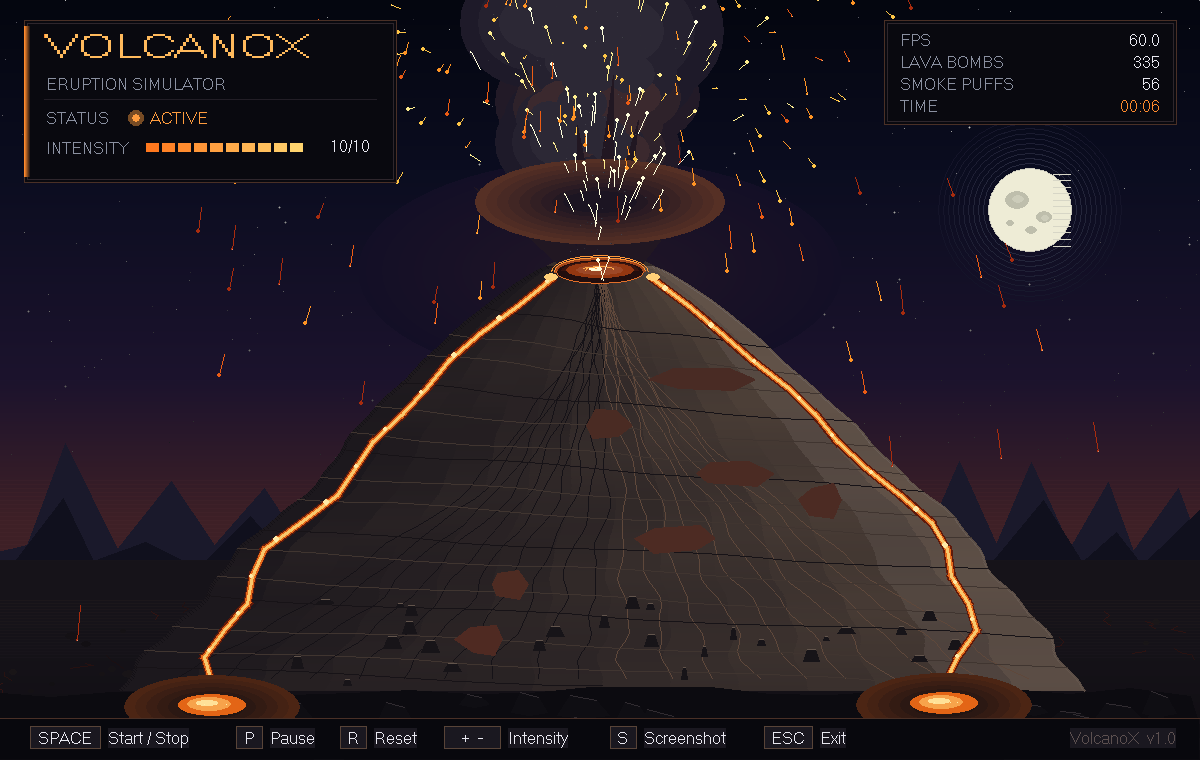 VOLCANOX
ERUPTION SIMULATOR
STATUS ACTIVE
INTENSITY 10/10
FPS 60.0
LAVA BOMBS 335
SMOKE PUFFS 56
TIME 00:06
SPACE Start / Stop P Pause R Reset + - Intensity S Screenshot ESC Exit VolcanoX v1.0